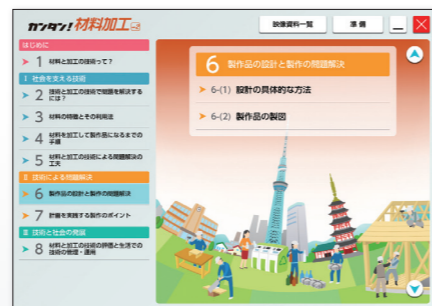 カンタン!材料加工
映像資料一覧
準備
はじめに
1 材料と加工の技術って?
I 社会を支える技術
2 技術と加工の技術で問題を解決する
には?
3 材料の特徴とその利用法
4 材料を加工して製作品になるまでの
手順
5 材料と加工の技術による問題解決の
工夫
II 技術による問題解決
6 製作品の設計と製作の問題解決
7 計画を実践する製作のポイント
III 技術と社会の発展
8 材料と加工の技術の評価と生活での
技術の管理・運用
6 製作品の設計と製作の問題解決
6-(1) 設計の具体的な方法
6-(2) 製作品の製図